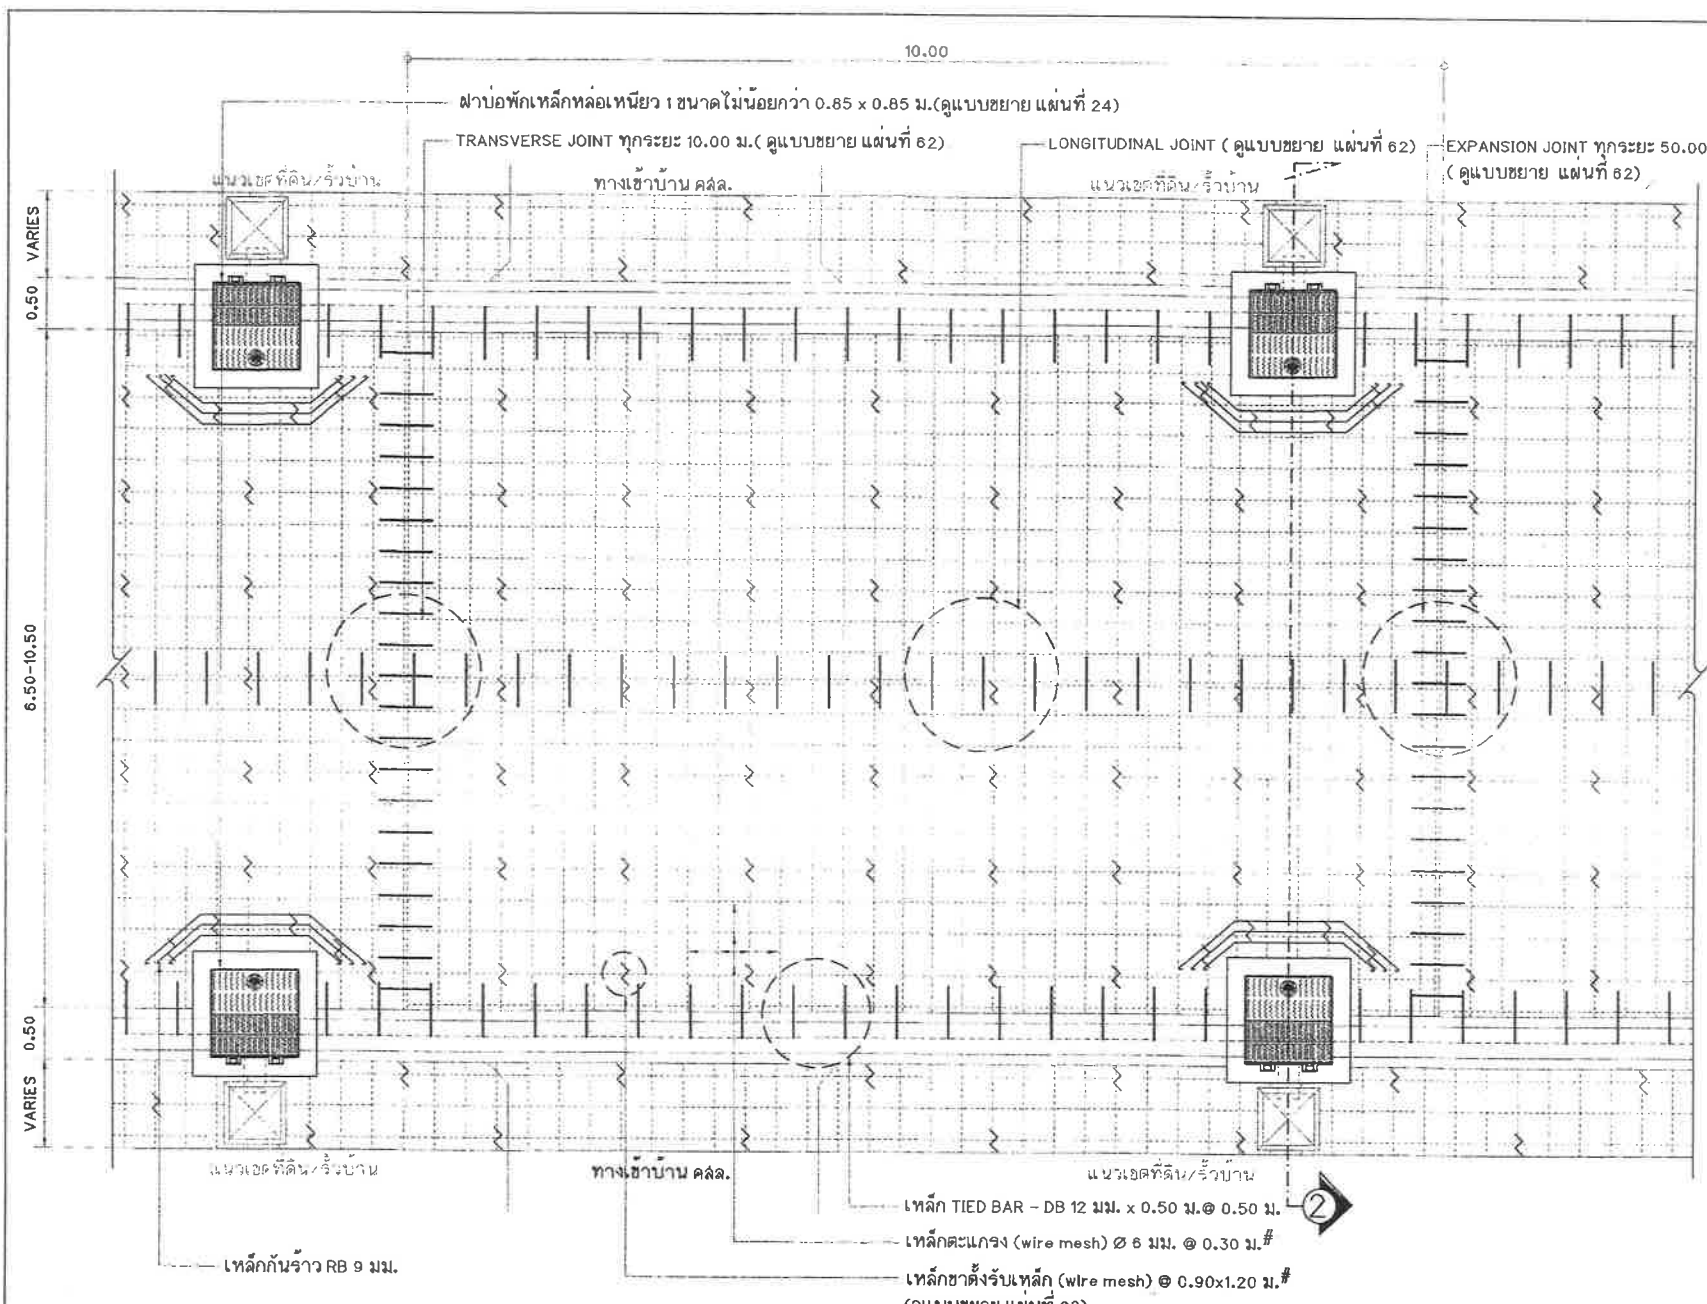 10.00
ฝาบ่อพักเหล็กหล่อเหนียว 1 ขนาดไม่น้อยกว่า 0.85 x 0.85 ม.(ดูแบบขยาย แผ่นที่ 24)
TRANSVERSE JOINT ทุกระยะ 10.00 ม.( ดูแบบขยาย แผ่นที่ 62)
LONGITUDINAL JOINT ( ดูแบบขยาย แผ่นที่ 62)
EXPANSION JOINT ทุกระยะ 50.00
( ดูแบบขยาย แผ่นที่ 62)
แนวเขตที่ดิน/รั้วบ้าน
ทางเข้าบ้าน คสล.
แนวเขตที่ดิน/รั้วบ้าน
VARIES
0.50
6.50-10.50
0.50
VARIES
แนวเขตที่ดิน/รั้วบ้าน
ทางเข้าบ้าน คสล.
แนวเขตที่ดิน/รั้วบ้าน
เหล็ก TIED BAR - DB 12 มม. x 0.50 ม.@ 0.50 ม.
2
เหล็กตะแกรง (wire mesh) Ø 6 มม. @ 0.30 ม.#
เหล็กกันร้าว RB 9 มม.
เหล็กขาตั้งรับเหล็ก (wire mesh) @ 0.90x1.20 ม.#